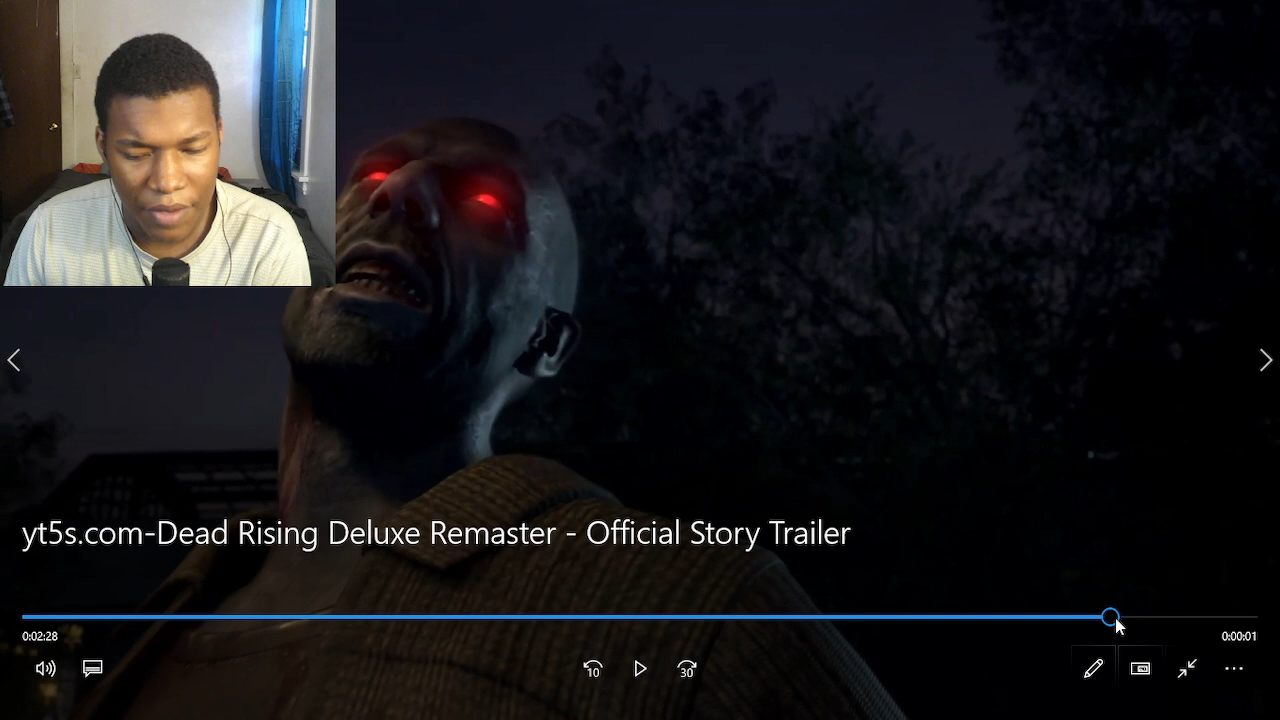 yt5s.com-Dead Rising Deluxe Remaster - Official Story Trailer
0:02:28
0:00:01
10
30